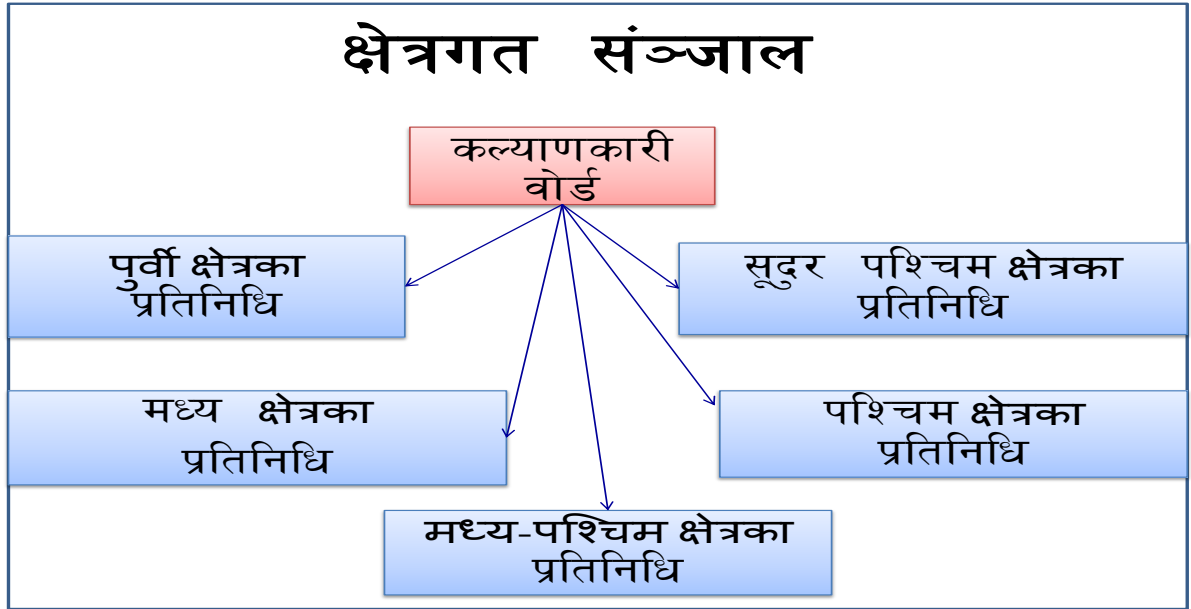 क्षेत्रगत संञ्जाल
कल्याणकारी
वोर्ड
पुर्वी क्षेत्रका
प्रतिनिधि
सूदुर पश्चिम क्षेत्रका
प्रतिनिधि
मध्य क्षेत्रका
प्रतिनिधि
पश्चिम क्षेत्रका
प्रतिनिधि
मध्य-पश्चिम क्षेत्रका
प्रतिनिधि